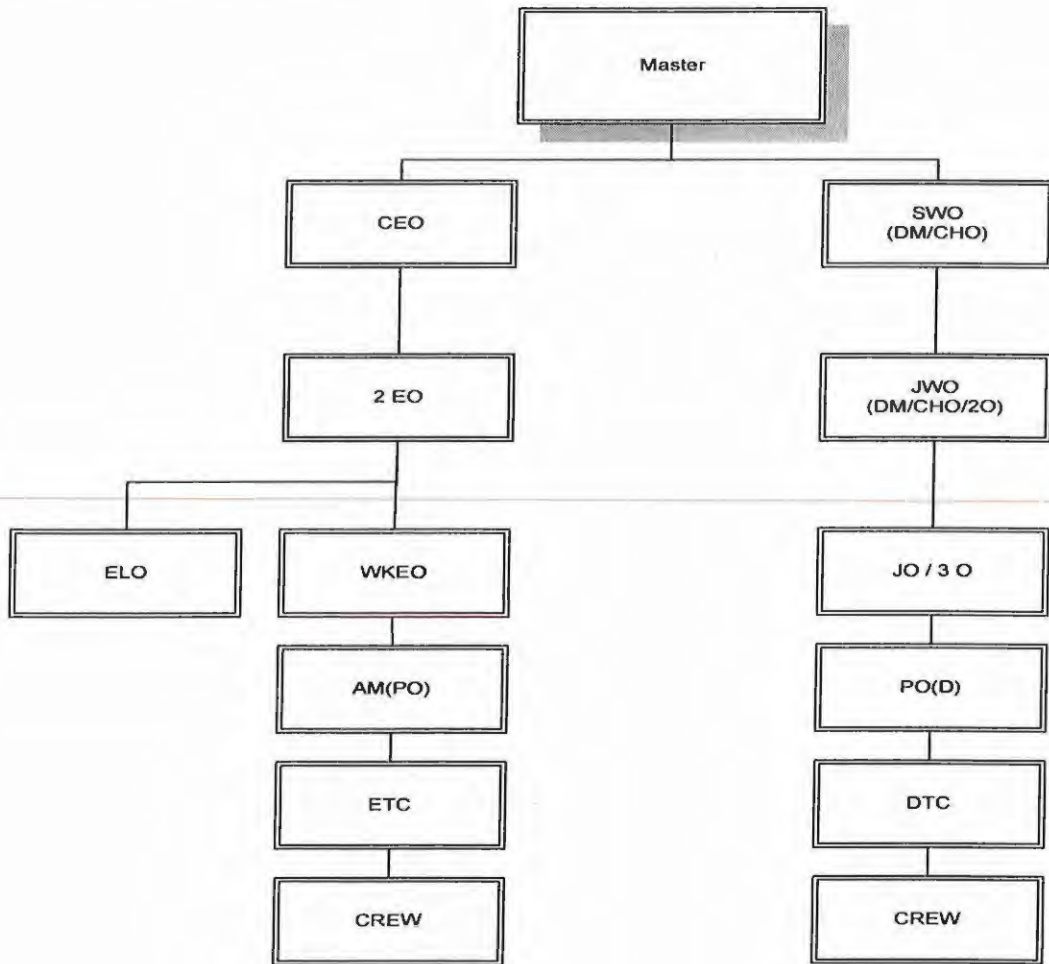 Master
CEO
SWO
(DM/CHO)
2 EO
JWO
(DM/CHO/2O)
ELO
WKEO
JO / 3 O
AM(PO)
PO(D)
ETC
DTC
CREW
CREW